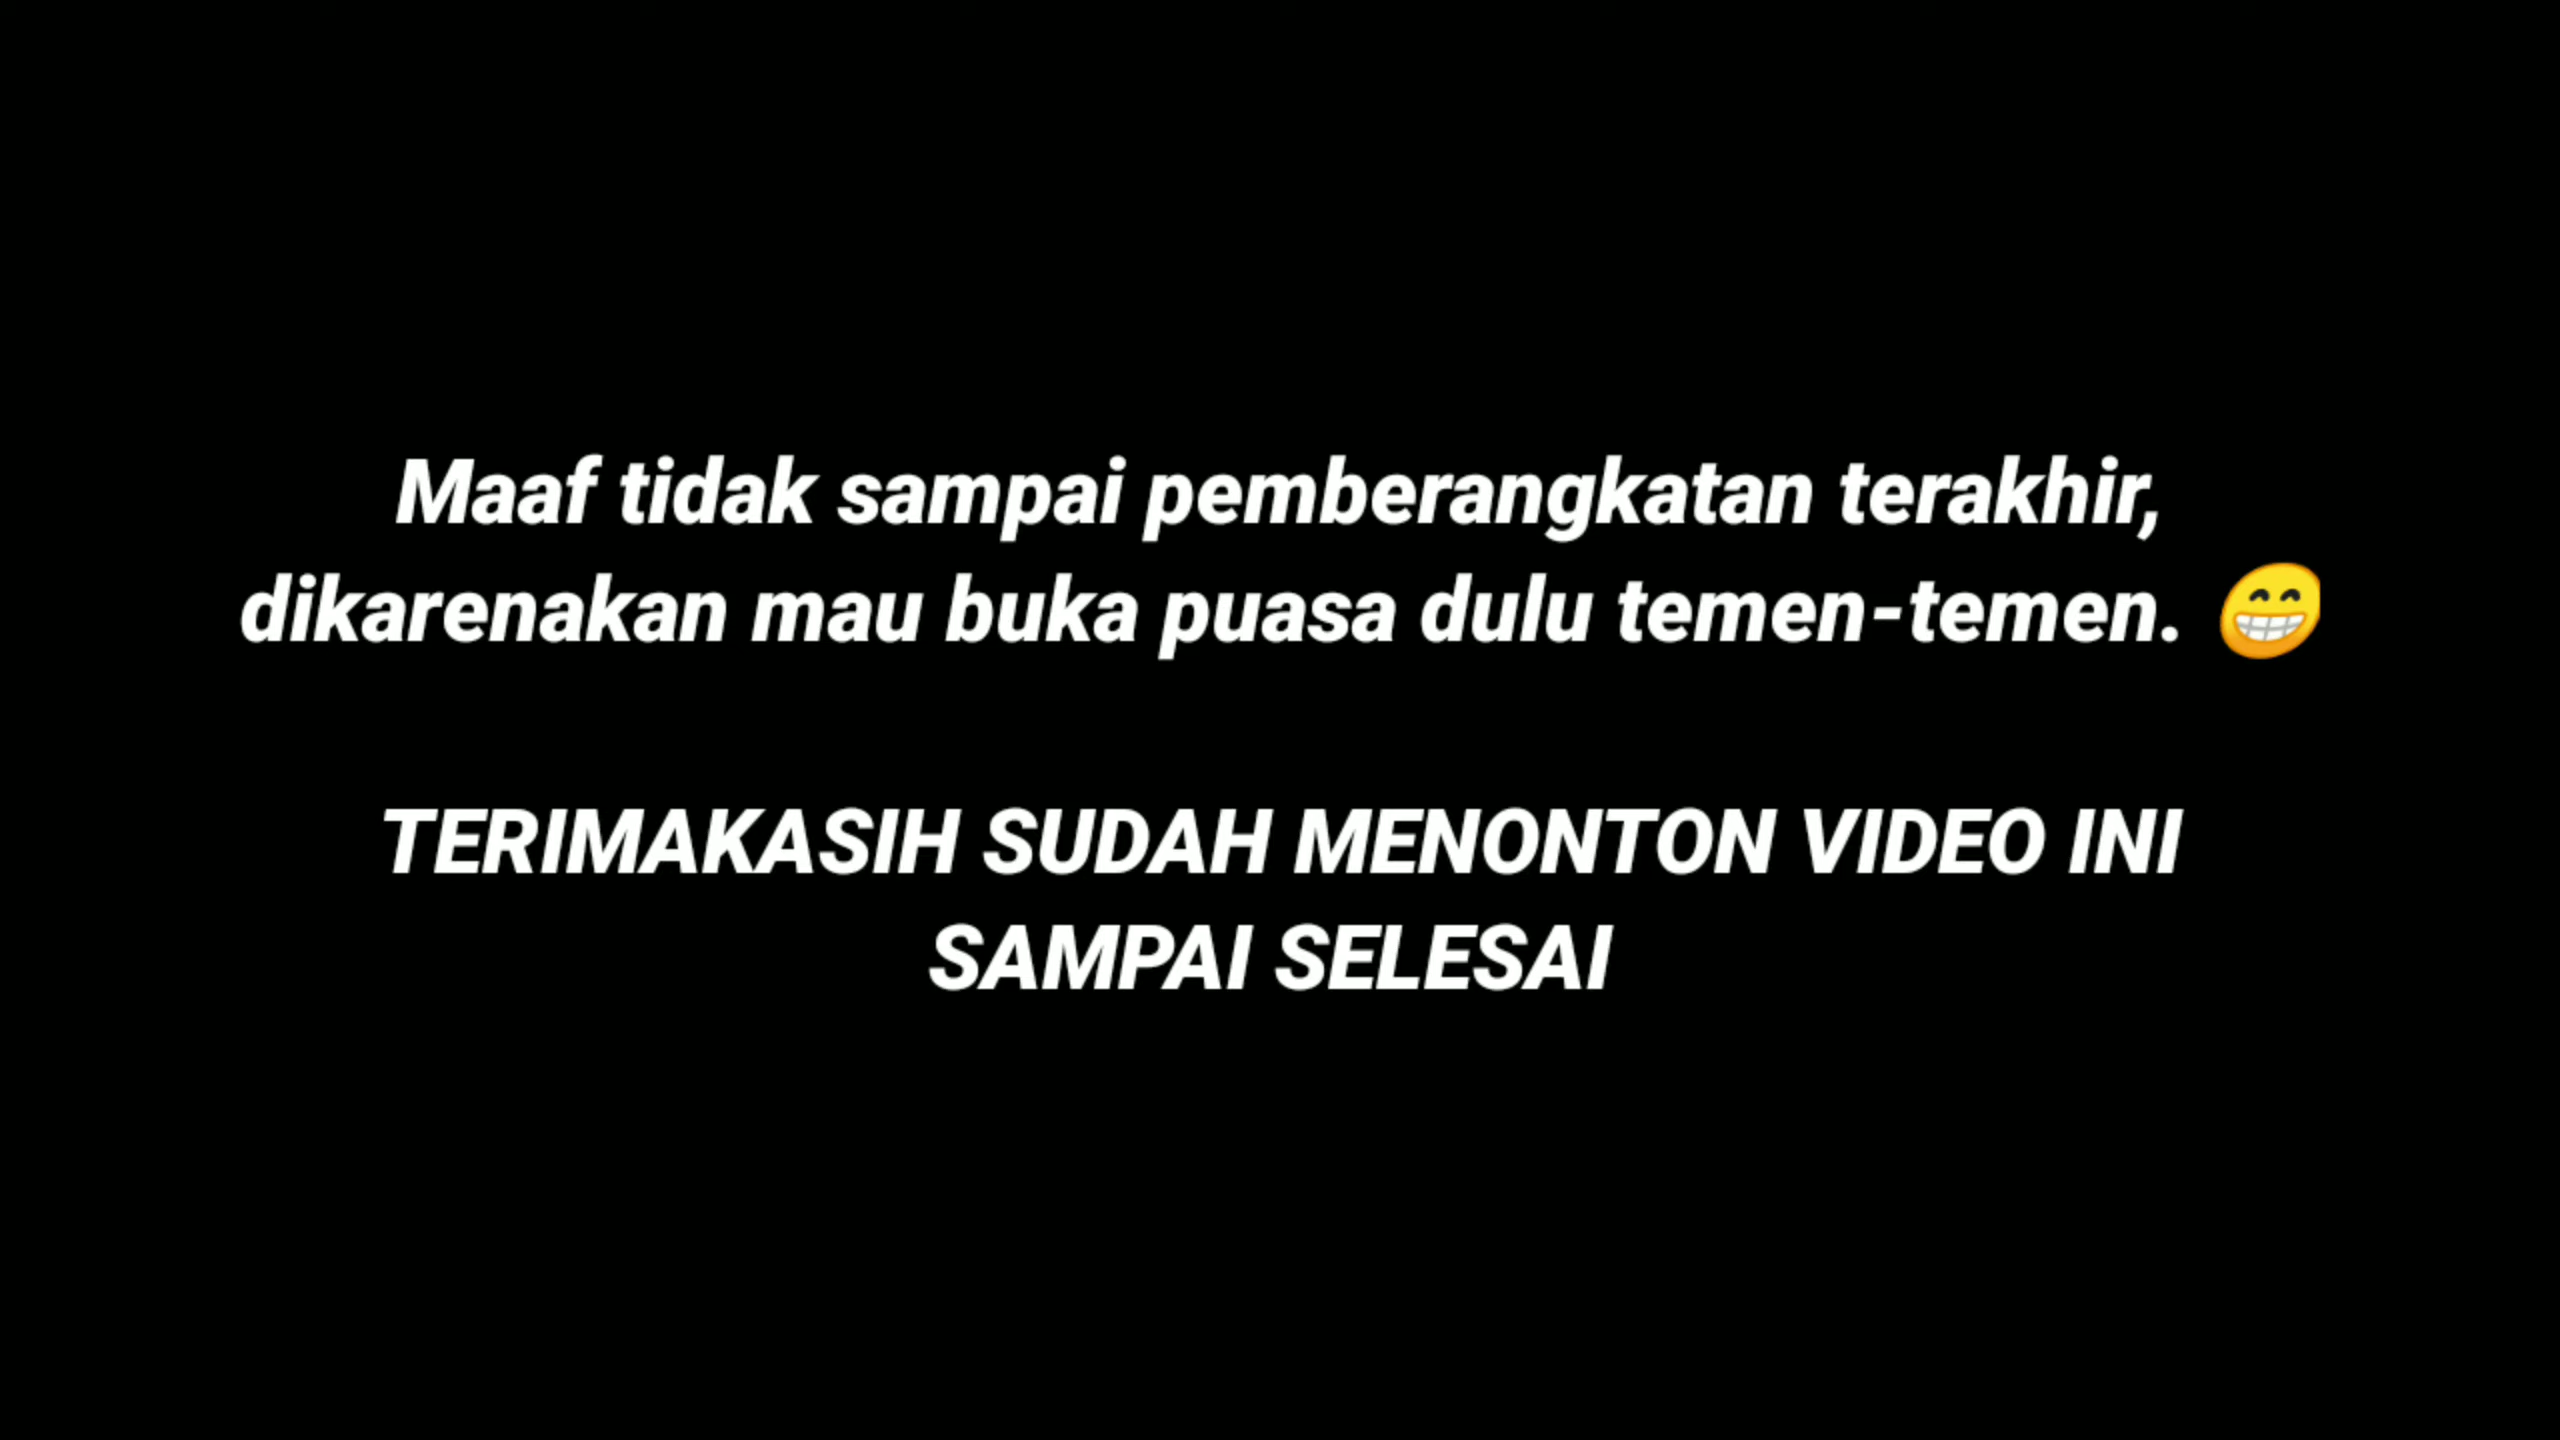 Maaf tidak sampai pemberangkatan terakhir,
dikarenakan mau buka puasa dulu temen-temen. 😁
TERIMAKASIH SUDAH MENONTON VIDEO INI
SAMPAI SELESAI